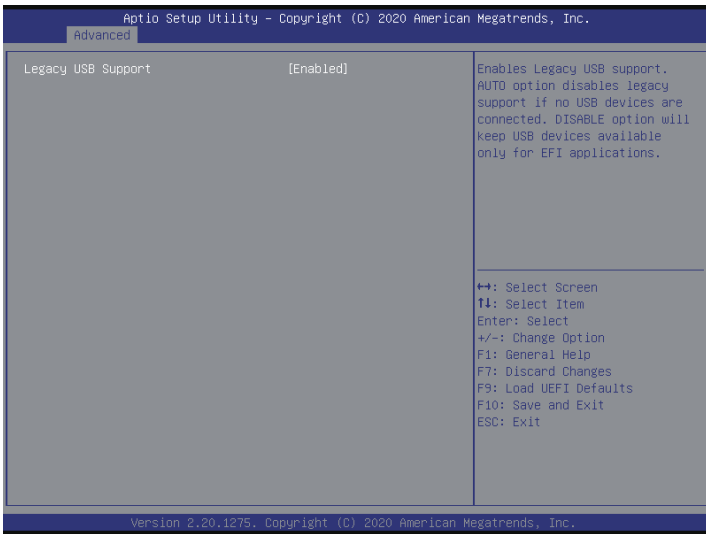 Aptio Setup Utility – Copyright (C) 2020 American Megatrends, Inc.
Advanced
Legacy USB Support [Enabled]
Enables Legacy USB support.
AUTO option disables legacy
support if no USB devices are
connected. DISABLE option will
keep USB devices available
only for EFI applications.
↔: Select Screen
↑↓: Select Item
Enter: Select
+/-: Change Option
F1: General Help
F7: Discard Changes
F9: Load UEFI Defaults
F10: Save and Exit
ESC: Exit
Version 2.20.1275. Copyright (C) 2020 American Megatrends, Inc.